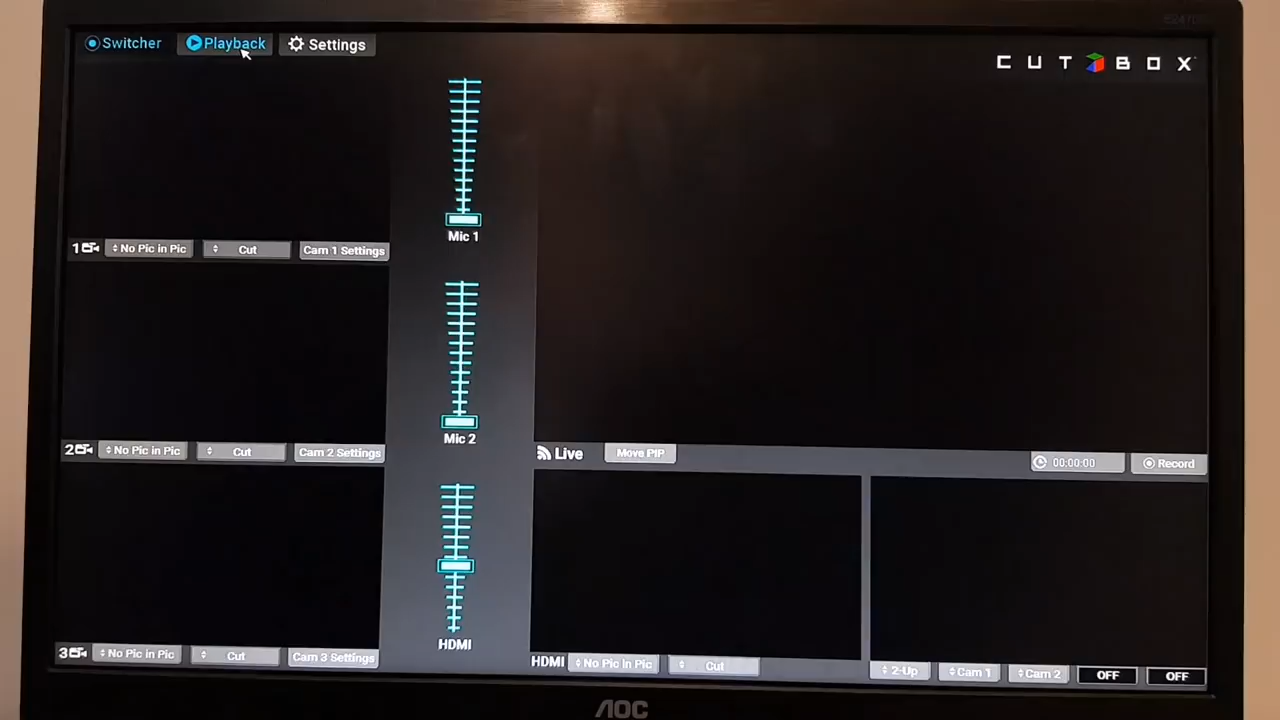 Switcher
Playback
Settings
CUTBOX
Mic 1
1
No Pic in Pic
Cut
Cam 1 Settings
Mic 2
2
No Pic in Pic
Cut
Cam 2 Settings
Live
Move PIP
00:00:00
Record
HDMI
3
No Pic in Pic
Cut
Cam 3 Settings
HDMI
No Pic in Pic
Cut
2-Up
Cam 1
Cam 2
OFF
OFF
AOC